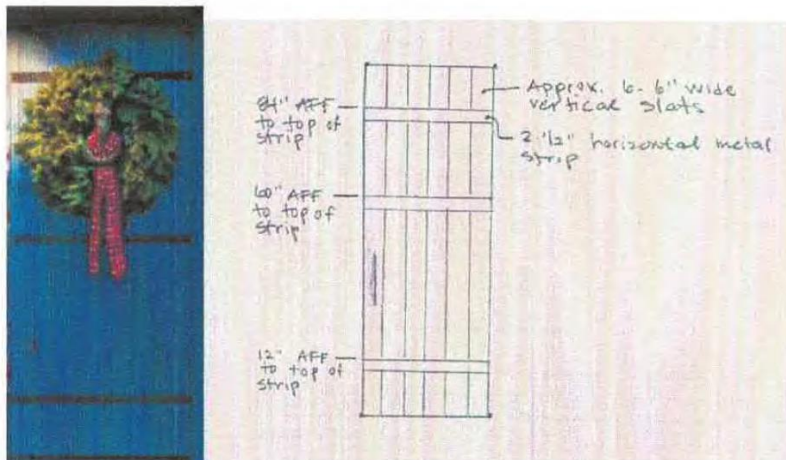 84" AFF
to top of
strip
60" AFF
to top of
strip
12" AFF
to top of
strip
Approx. 6- 6" wide
vertical slats
2 1/2" horizontal metal
strip